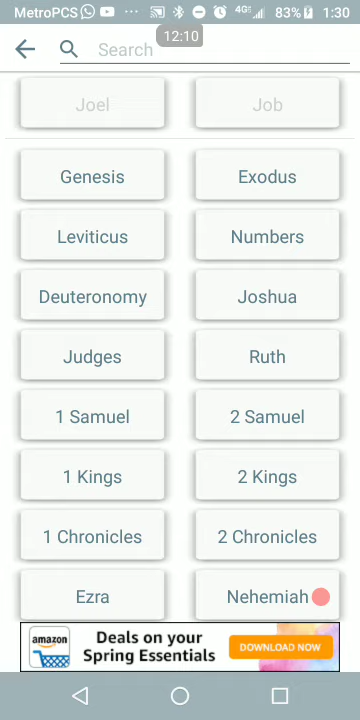 MetroPCS 4G 83% 1:30
12:10
Search
Joel Job
Genesis Exodus
Leviticus Numbers
Deuteronomy Joshua
Judges Ruth
1 Samuel 2 Samuel
1 Kings 2 Kings
1 Chronicles 2 Chronicles
Ezra Nehemiah
amazon Deals on your Spring Essentials DOWNLOAD NOW